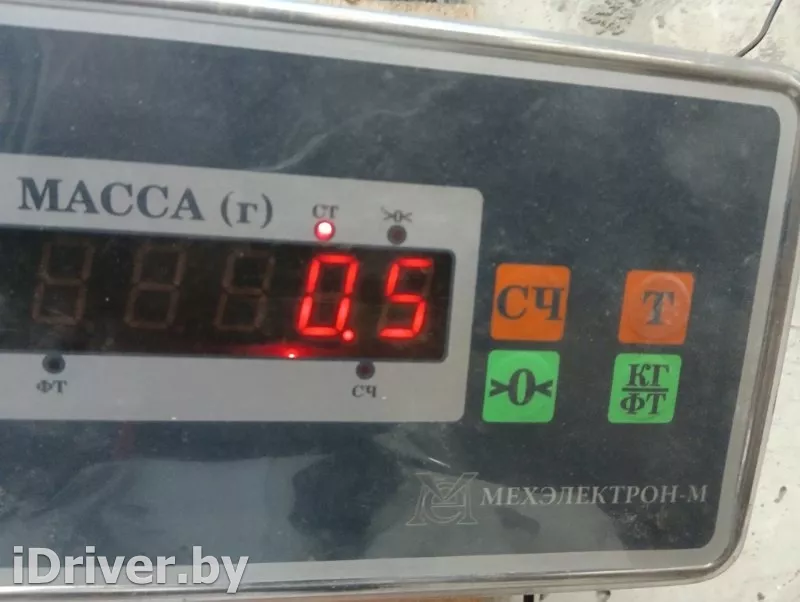 МАССА (г)
СТ
>0<
0.5
ФТ
СЧ
СЧ
Т
>0<
КГ
ФТ
МЕХЭЛЕКТРОН-М
iDriver.by